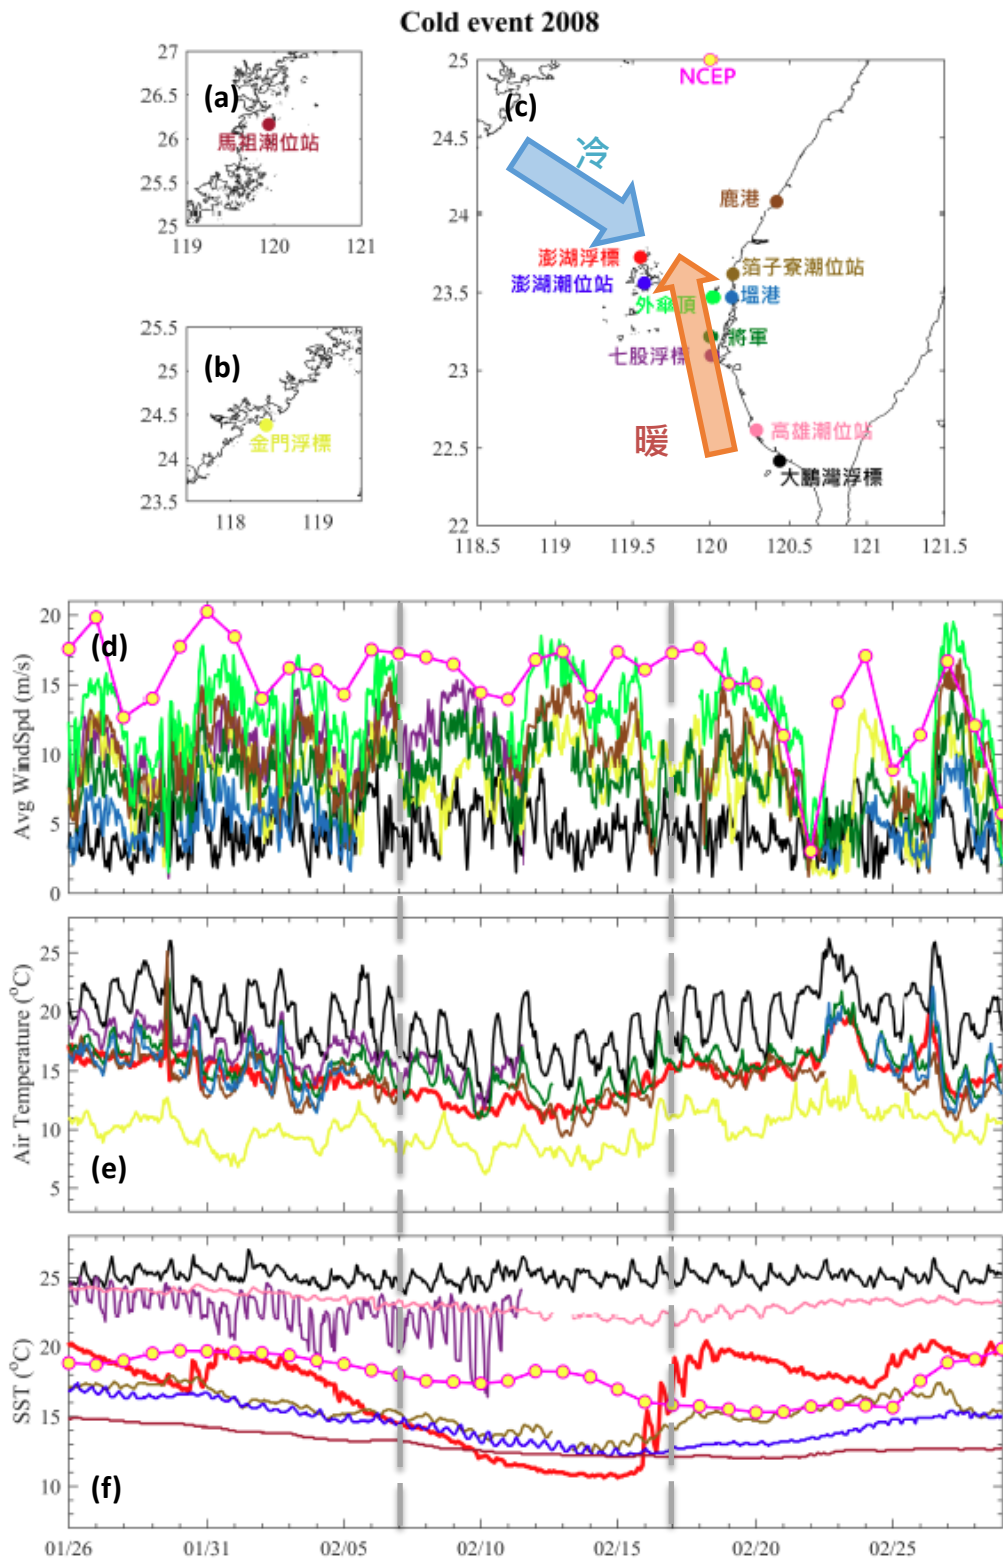 Cold event 2008
27
26.5
26
25.5
25
119
120
121
(a)
馬祖潮位站
25.5
25
24.5
24
23.5
118
119
(b)
金門浮標
25
24.5
24
23.5
23
22.5
22
118.5
119
119.5
120
120.5
121
121.5
(c)
NCEP
冷
鹿港
澎湖浮標
箔子寮潮位站
澎湖潮位站
外傘頂
塭港
將軍
七股浮標
暖
高雄潮位站
大鵬灣浮標
Avg WindSpd (m/s)
20
15
10
5
0
(d)
Air Temperature (°C)
25
20
15
10
5
(e)
SST (°C)
25
20
15
10
(f)
01/26
01/31
02/05
02/10
02/15
02/20
02/25